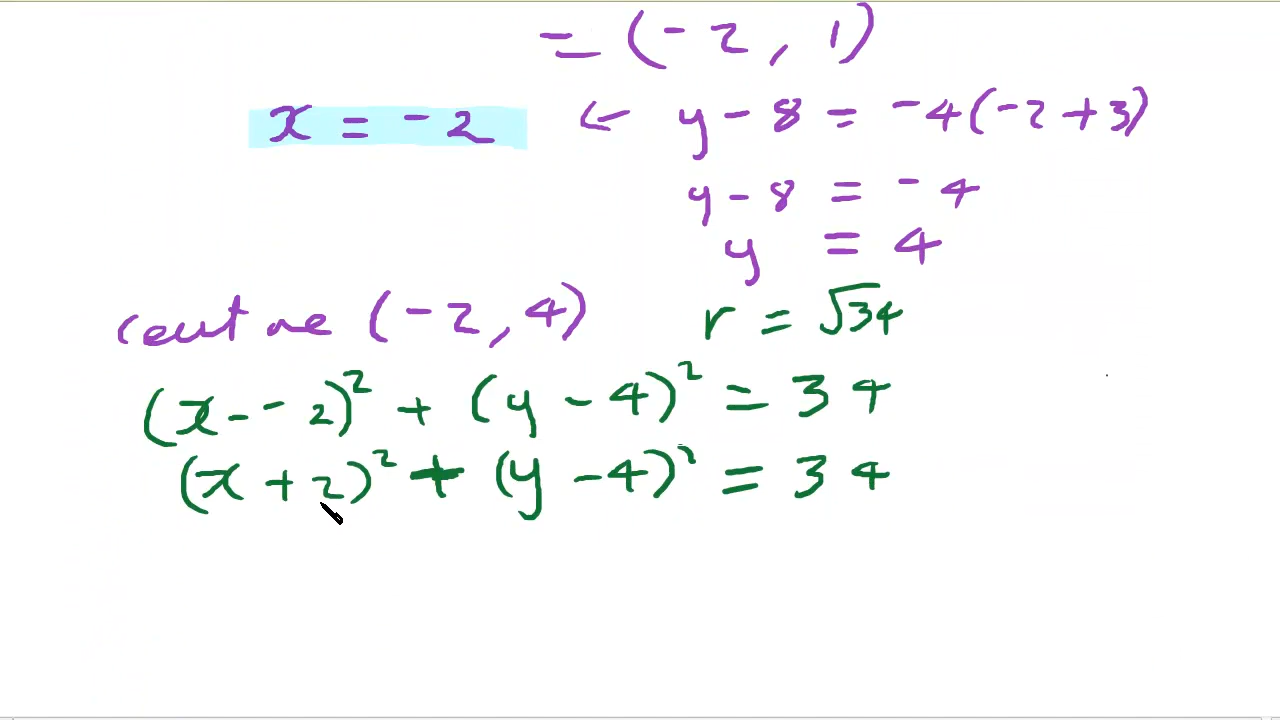 = (-2, 1)
x = -2 ← y - 8 = -4(-2 + 3)
y - 8 = -4
y = 4
centre (-2, 4) r = √34
(x - -2)² + (y - 4)² = 34
(x + 2)² + (y - 4)² = 34